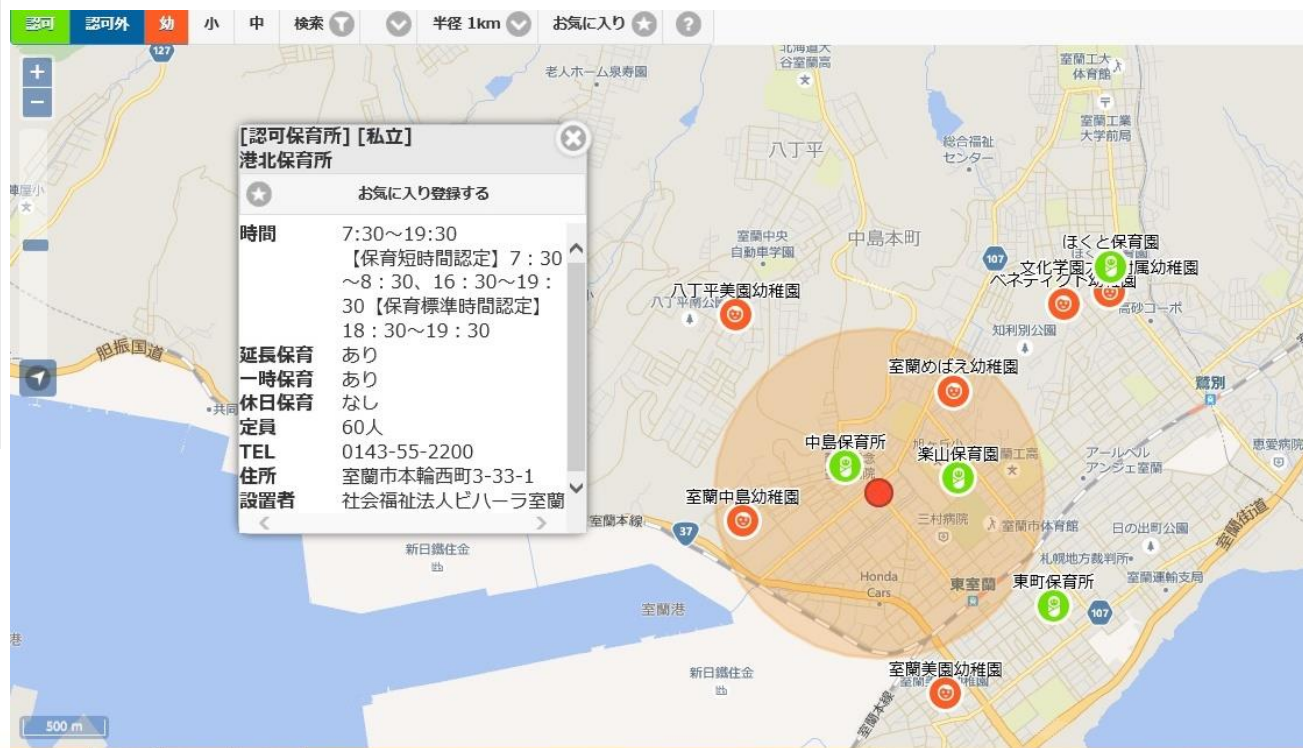 認可 認可外 幼 小 中 検索 半径 1km お気に入り ?
127
+
−
老人ホーム泉寿園
北海道大
谷室蘭高
室蘭工大
体育館
室蘭工業
大学前局
[認可保育所] [私立]
港北保育所
お気に入り登録する
時間 7:30～19:30
【保育短時間認定】7：30
～8：30、16：30～19：
30【保育標準時間認定】
18：30～19：30
延長保育 あり
一時保育 あり
休日保育 なし
定員 60人
TEL 0143-55-2200
住所 室蘭市本輪西町3-33-1
設置者 社会福祉法人ビハーラ室蘭
八丁平
総合福祉
センター
室蘭中央
自動車学園
中島本町
107
ほくと保育園
ベネディクト幼稚園
八丁平美園幼稚園
高砂コーポ
知利別公園
胆振国道
室蘭めばえ幼稚園
鷲別
中島保育所
楽山保育園
アールベル
アンジェ室蘭
恵愛病院
室蘭中島幼稚園
三村病院
室蘭市体育館
日の出町公園
室蘭街道
室蘭本線
37
新日鐵住金
札幌地方裁判所
Honda
Cars
東室蘭
東町保育所
室蘭運輸支局
107
室蘭港
新日鐵住金
室蘭美園幼稚園
室蘭本線
500 m